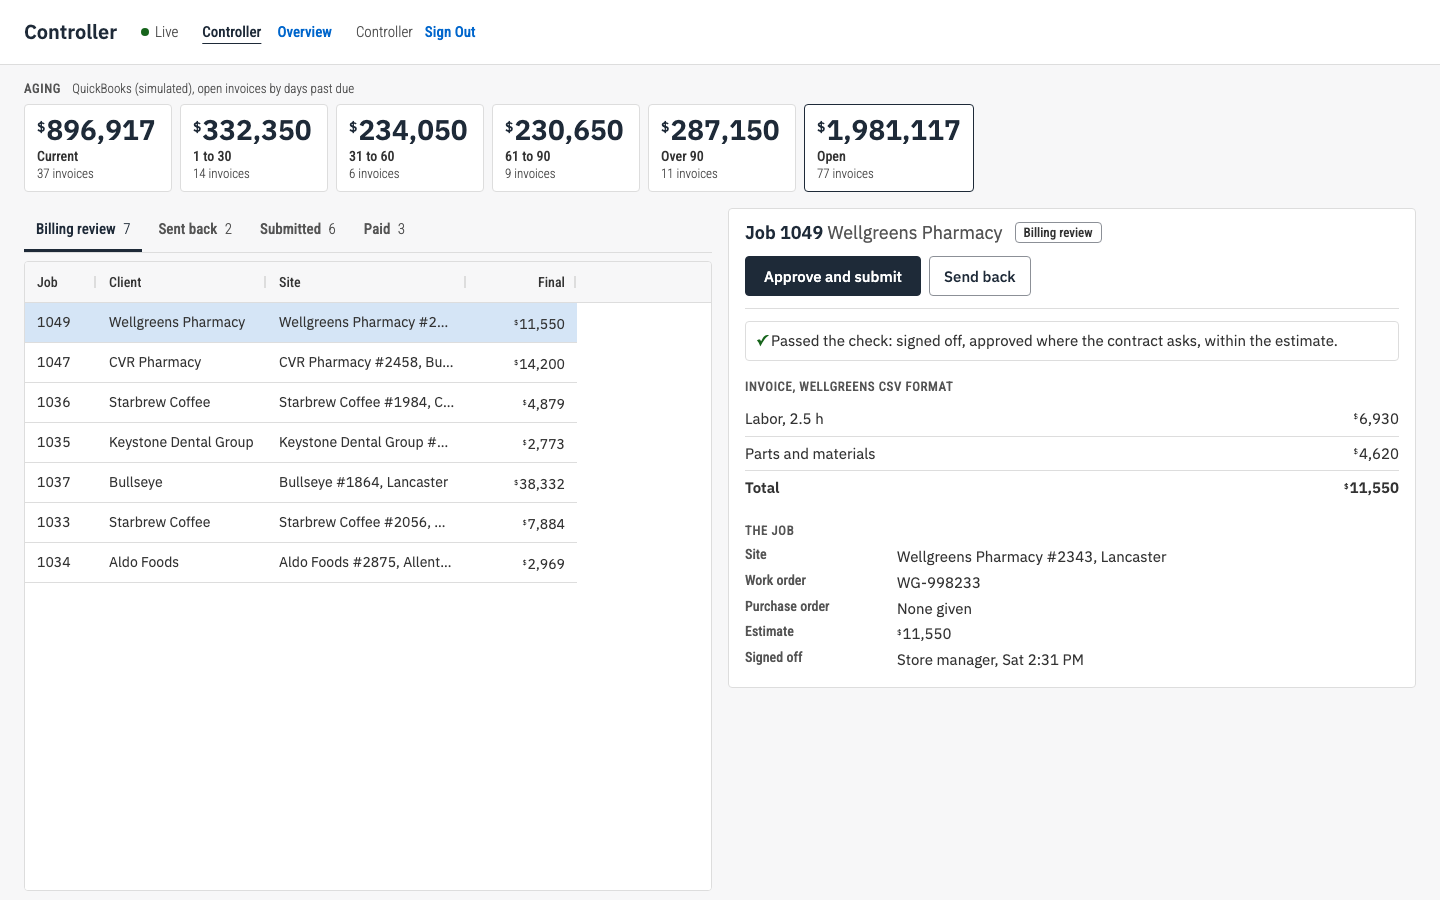 Controller Live Controller Overview Controller Sign Out
AGING QuickBooks (simulated), open invoices by days past due
$896,917 $332,350 $234,050 $230,650 $287,150 $1,981,117
Current 1 to 30 31 to 60 61 to 90 Over 90 Open
37 invoices 14 invoices 6 invoices 9 invoices 11 invoices 77 invoices
Billing review 7 Sent back 2 Submitted 6 Paid 3
Job Client Site Final
1049 Wellgreens Pharmacy Wellgreens Pharmacy #2... $11,550
1047 CVR Pharmacy CVR Pharmacy #2458, Bu... $14,200
1036 Starbrew Coffee Starbrew Coffee #1984, C... $4,879
1035 Keystone Dental Group Keystone Dental Group #... $2,773
1037 Bullseye Bullseye #1864, Lancaster $38,332
1033 Starbrew Coffee Starbrew Coffee #2056, ... $7,884
1034 Aldo Foods Aldo Foods #2875, Allent... $2,969
Job 1049 Wellgreens Pharmacy Billing review
Approve and submit Send back
✓ Passed the check: signed off, approved where the contract asks, within the estimate.
INVOICE, WELLGREENS CSV FORMAT
Labor, 2.5 h $6,930
Parts and materials $4,620
Total $11,550
THE JOB
Site Wellgreens Pharmacy #2343, Lancaster
Work order WG-998233
Purchase order None given
Estimate $11,550
Signed off Store manager, Sat 2:31 PM